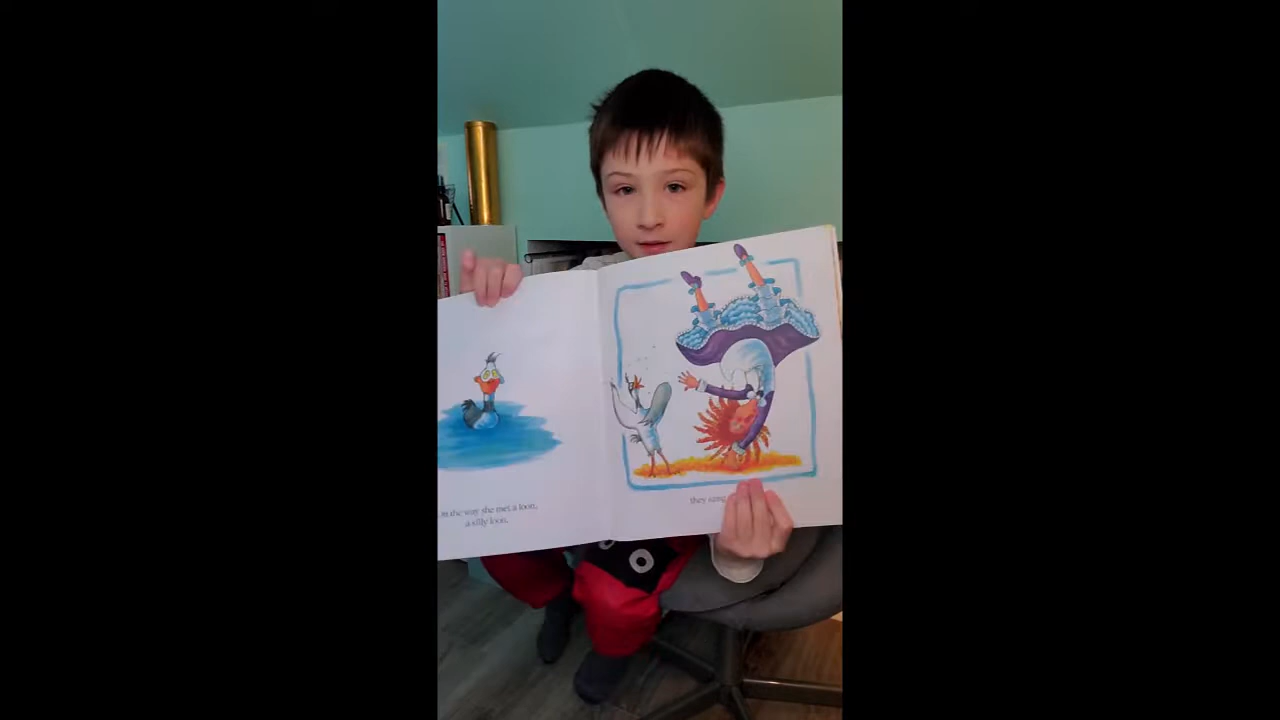 the way she met a loon,
a silly loon,
they sang